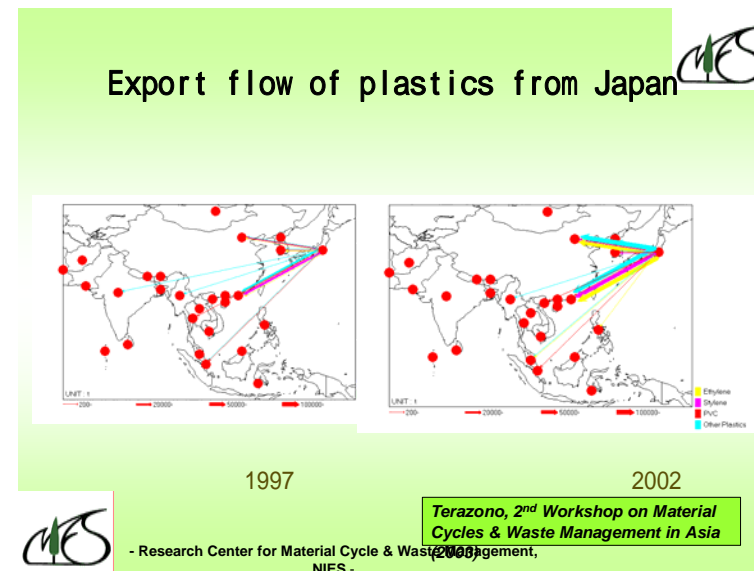 Export flow of plastics from Japan
UNIT : t
200-
20000-
50000-
100000-
UNIT : t
200-
20000-
50000-
100000-
Ethylene
Stylene
PVC
Other Plastics
1997
2002
Terazono, 2nd Workshop on Material
Cycles & Waste Management in Asia
(2003)
- Research Center for Material Cycle & Waste Management,
NIES -